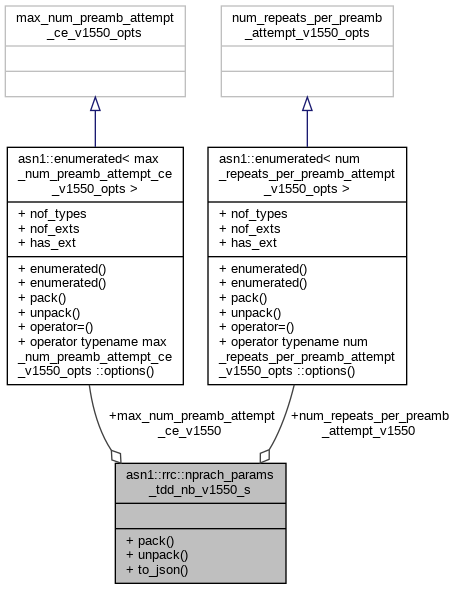 max_num_preamb_attempt
_ce_v1550_opts
num_repeats_per_preamb
_attempt_v1550_opts
asn1::enumerated< max
_num_preamb_attempt_ce
_v1550_opts >
+ nof_types
+ nof_exts
+ has_ext
+ enumerated()
+ enumerated()
+ pack()
+ unpack()
+ operator=()
+ operator typename max
_num_preamb_attempt_ce
_v1550_opts ::options()
asn1::enumerated< num
_repeats_per_preamb_attempt
_v1550_opts >
+ nof_types
+ nof_exts
+ has_ext
+ enumerated()
+ enumerated()
+ pack()
+ unpack()
+ operator=()
+ operator typename num
_repeats_per_preamb_attempt
_v1550_opts ::options()
+max_num_preamb_attempt
_ce_v1550
+num_repeats_per_preamb
_attempt_v1550
asn1::rrc::nprach_params
_tdd_nb_v1550_s
+ pack()
+ unpack()
+ to_json()